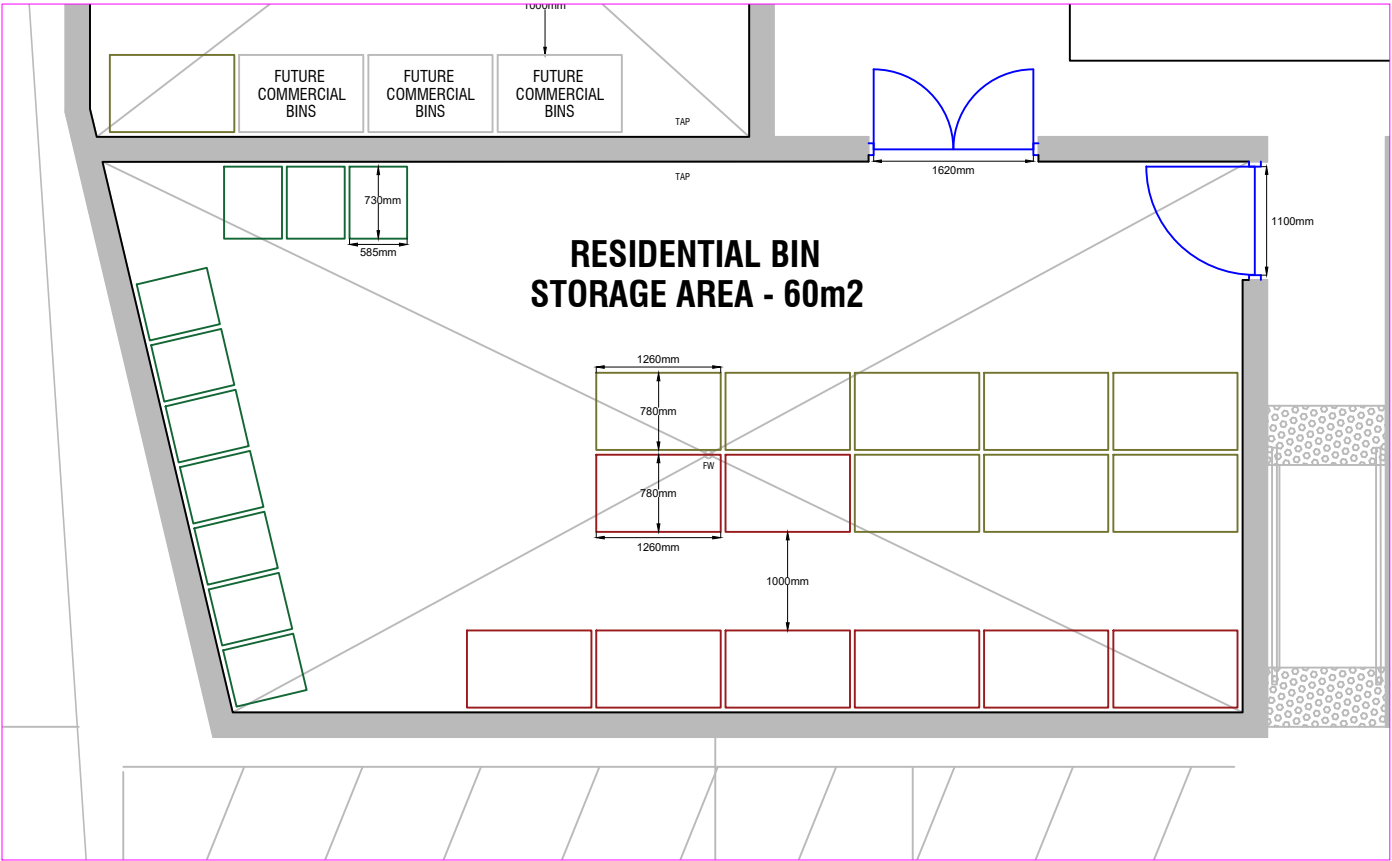 1000mm
FUTURE
COMMERCIAL
BINS
FUTURE
COMMERCIAL
BINS
FUTURE
COMMERCIAL
BINS
TAP
TAP
1620mm
730mm
585mm
1100mm
RESIDENTIAL BIN
STORAGE AREA - 60m2
1260mm
780mm
FW
780mm
1260mm
1000mm